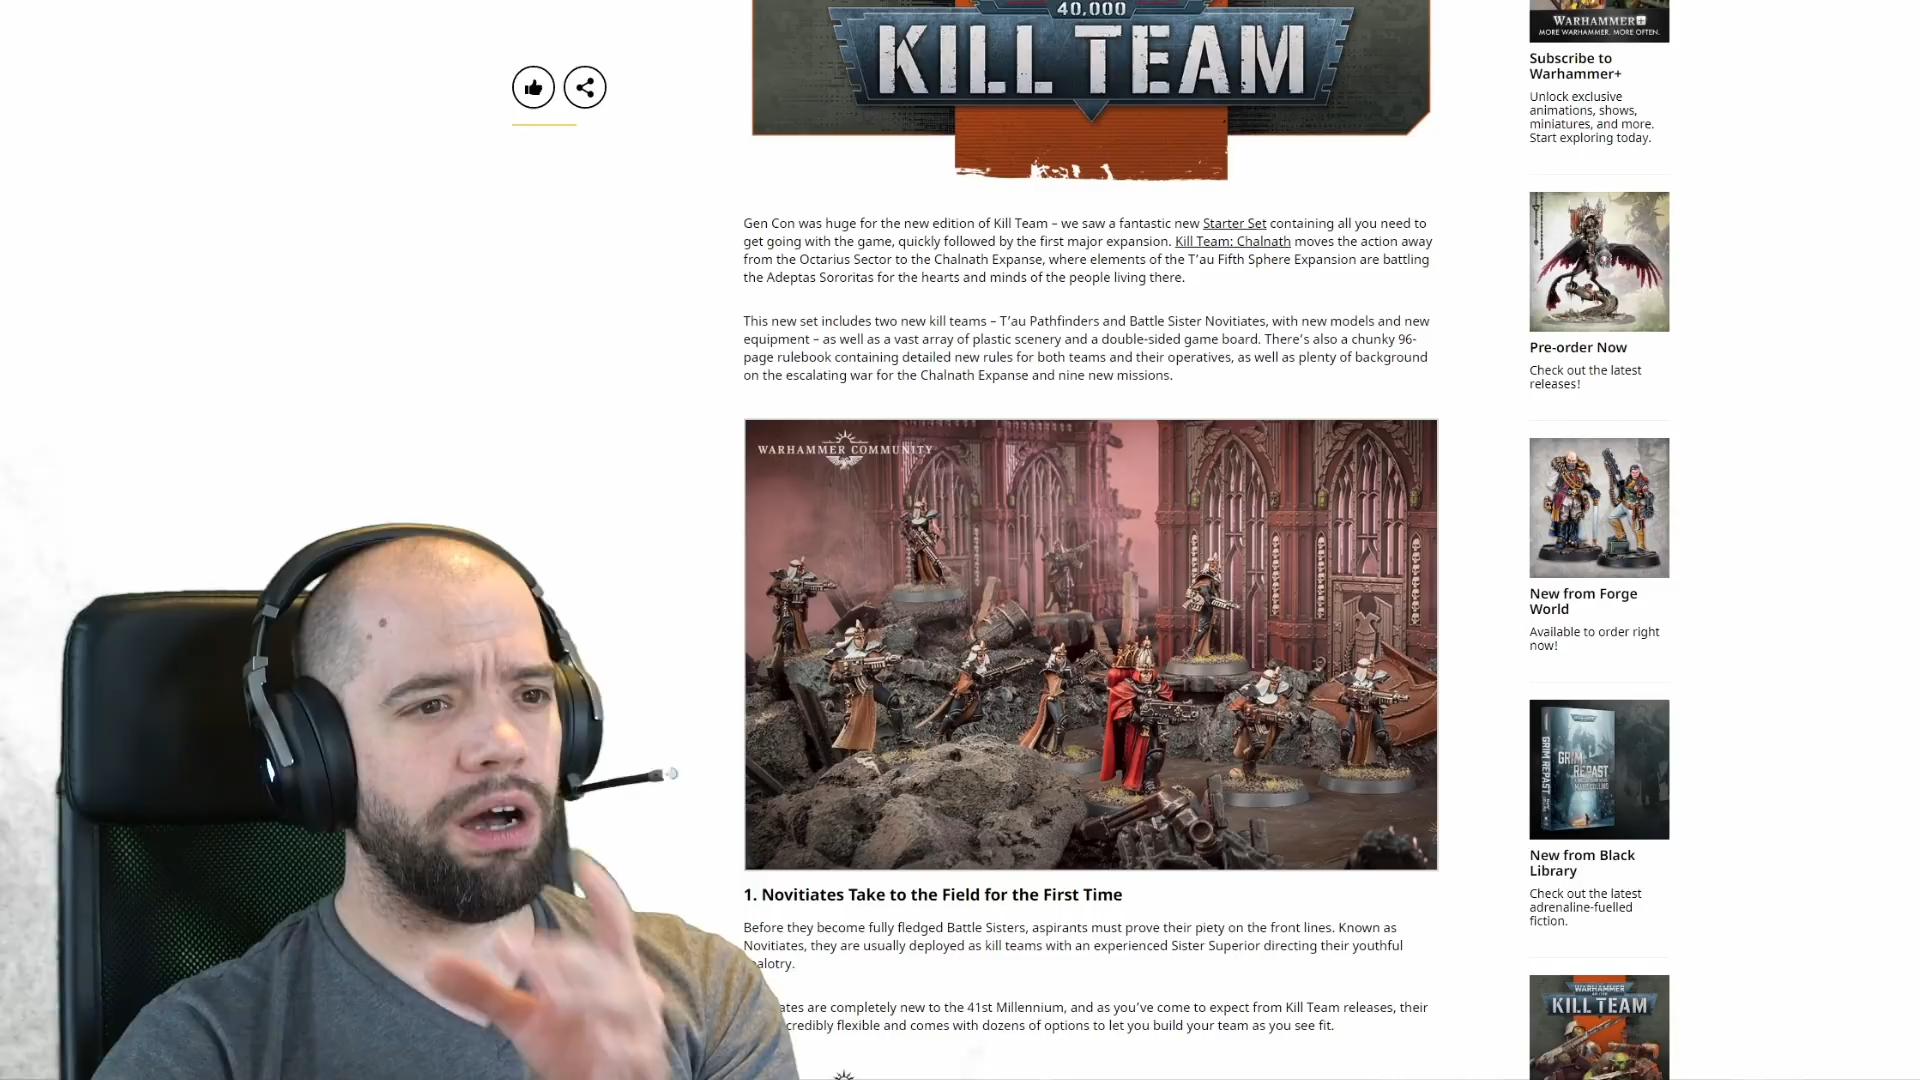 40,000
KILL TEAM
Gen Con was huge for the new edition of Kill Team – we saw a fantastic new Starter Set containing all you need to
get going with the game, quickly followed by the first major expansion. Kill Team: Chalnath moves the action away
from the Octarius Sector to the Chalnath Expanse, where elements of the T’au Fifth Sphere Expansion are battling
the Adeptas Sororitas for the hearts and minds of the people living there.
This new set includes two new kill teams – T’au Pathfinders and Battle Sister Novitiates, with new models and new
equipment – as well as a vast array of plastic scenery and a double-sided game board. There’s also a chunky 96-
page rulebook containing detailed new rules for both teams and their operatives, as well as plenty of background
on the escalating war for the Chalnath Expanse and nine new missions.
WARHAMMER COMMUNITY
1. Novitiates Take to the Field for the First Time
Before they become fully fledged Battle Sisters, aspirants must prove their piety on the front lines. Known as
Novitiates, they are usually deployed as kill teams with an experienced Sister Superior directing their youthful
alotry.
ates are completely new to the 41st Millennium, and as you’ve come to expect from Kill Team releases, their
credibly flexible and comes with dozens of options to let you build your team as you see fit.
WARHAMMER+
MORE WARHAMMER. MORE OFTEN.
Subscribe to
Warhammer+
Unlock exclusive
animations, shows,
miniatures, and more.
Start exploring today.
Pre-order Now
Check out the latest
releases!
New from Forge
World
Available to order right
now!
GRIM REPAST
GRIM
REPAST
New from Black
Library
Check out the latest
adrenaline-fuelled
fiction.
WARHAMMER
KILL TEAM